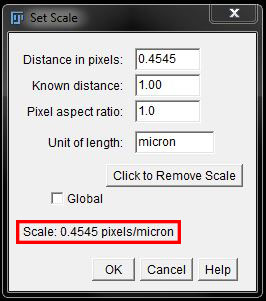 Set Scale
Distance in pixels: 0.4545
Known distance: 1.00
Pixel aspect ratio: 1.0
Unit of length: micron
Click to Remove Scale
Global
Scale: 0.4545 pixels/micron
OK Cancel Help